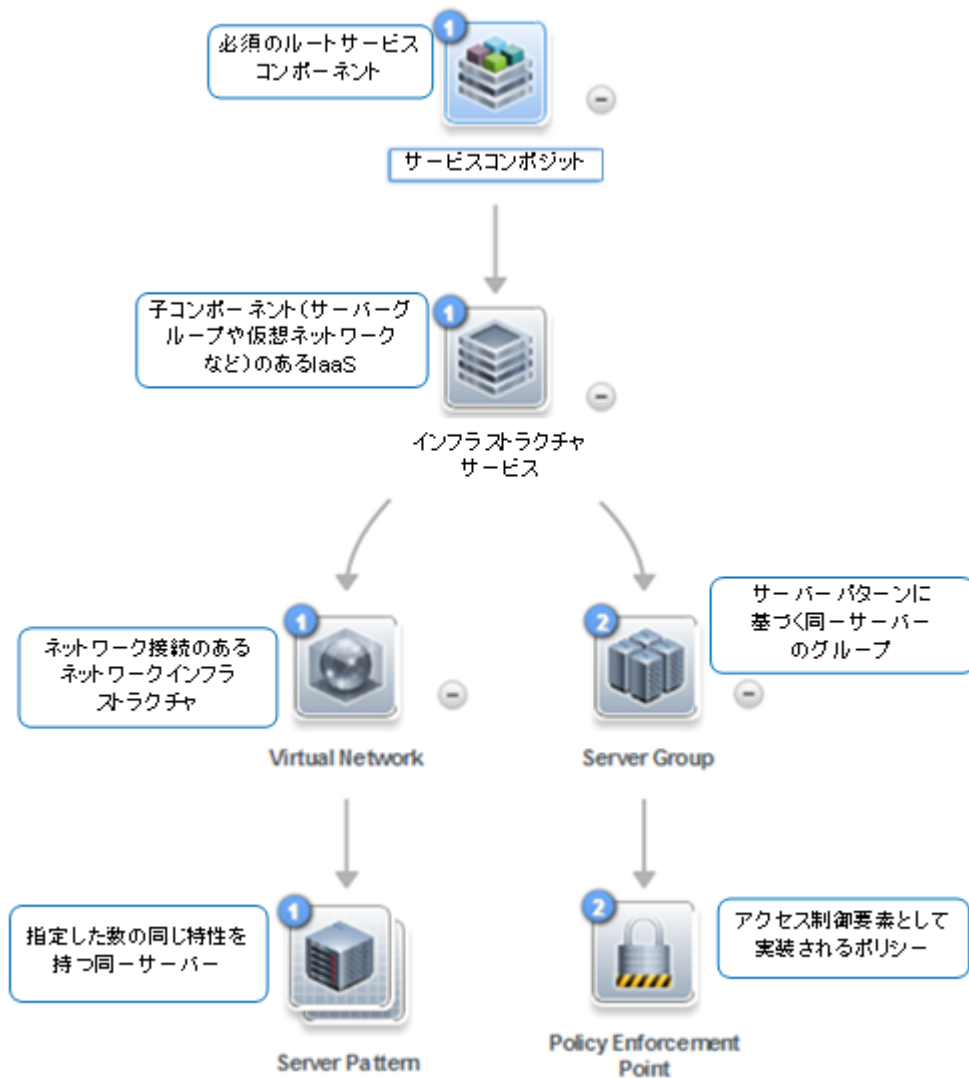 必須のルートサービス
コンポーネント
1
サービスコンポジット
子コンポーネント(サーバーグ
ループや仮想ネットワーク
など)のあるIaaS
1
インフラストラクチャ
サービス
ネットワーク接続のある
ネットワークインフラ
ストラクチャ
1
Virtual Network
2
サーバーパターンに
基づく同一サーバー
のグループ
Server Group
指定した数の同じ特性を
持つ同一サーバー
1
Server Pattern
2
アクセス制御要素として
実装されるポリシー
Policy Enforcement
Point